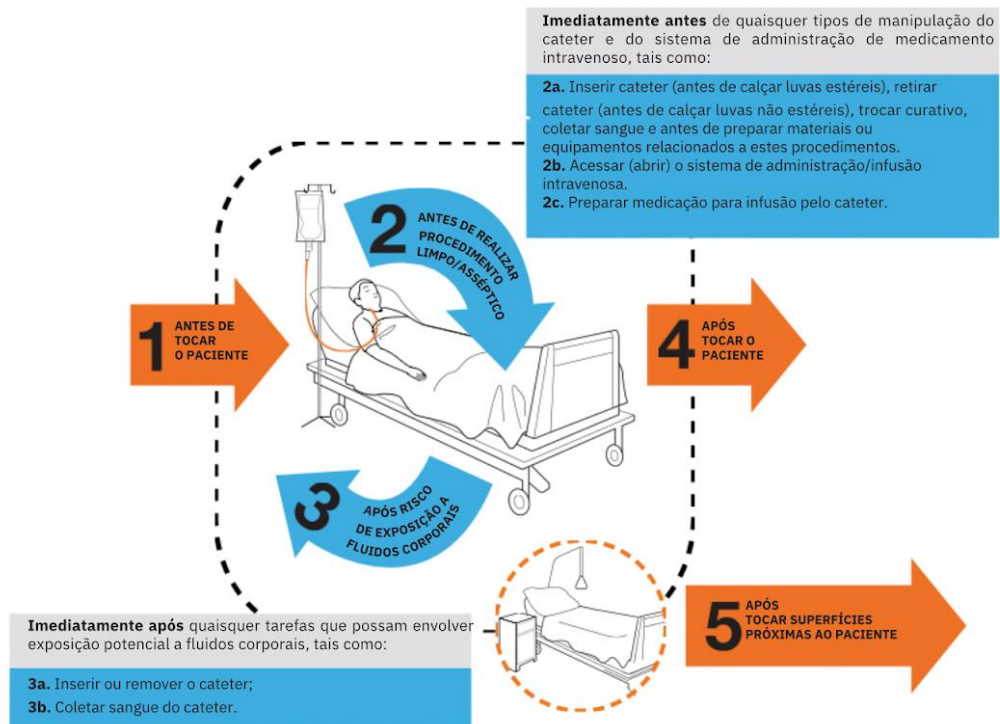 Imediatamente antes de quaisquer tipos de manipulação do
cateter e do sistema de administração de medicamento
intravenoso, tais como:
2a. Inserir cateter (antes de calçar luvas estéreis), retirar
cateter (antes de calçar luvas não estéreis), trocar curativo,
coletar sangue e antes de preparar materiais ou
equipamentos relacionados a estes procedimentos.
2b. Acessar (abrir) o sistema de administração/infusão
intravenosa.
2c. Preparar medicação para infusão pelo cateter.
1
ANTES DE
TOCAR
O PACIENTE
2
ANTES DE REALIZAR
PROCEDIMENTO
LIMPO/ASSÉPTICO
3
APÓS RISCO
DE EXPOSIÇÃO A
FLUIDOS CORPORAIS
4
APÓS
TOCAR O
PACIENTE
5
APÓS
TOCAR SUPERFÍCIES
PRÓXIMAS AO PACIENTE
Imediatamente após quaisquer tarefas que possam envolver
exposição potencial a fluidos corporais, tais como:
3a. Inserir ou remover o cateter;
3b. Coletar sangue do cateter.